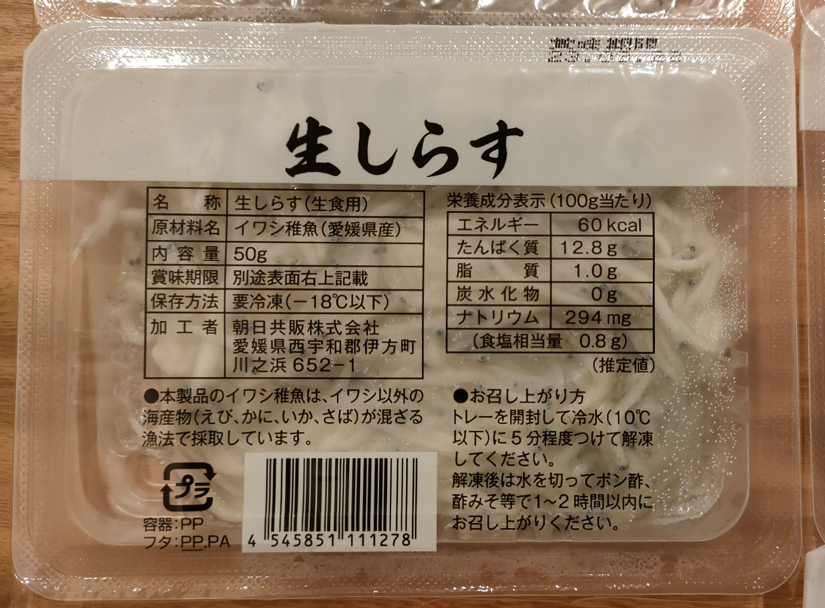 生しらす
名称 生しらす(生食用)
原材料名 イワシ稚魚(愛媛県産)
内容量 50g
賞味期限 別途表面右上記載
保存方法 要冷凍(－18℃以下)
加工者 朝日共販株式会社
愛媛県西宇和郡伊方町
川之浜 652-1
栄養成分表示(100g当たり)
エネルギー 60kcal
たんぱく質 12.8g
脂質 1.0g
炭水化物 0g
ナトリウム 294mg
(食塩相当量 0.8g)
(推定値)
●本製品のイワシ稚魚は、イワシ以外の
海産物(えび、かに、いか、さば)が混ざる
漁法で採取しています。
●お召し上がり方
トレーを開封して冷水(10℃
以下)に5分程度つけて解凍
してください。
解凍後は水を切ってポン酢、
酢みそ等で1～2時間以内に
お召し上がりください。
プラ
容器:PP
フタ:PP,PA
4 545851 111278